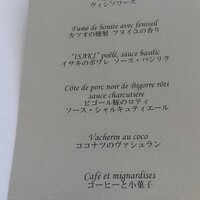 ヴィシソワーズ
Fumé de bonite avec fenouil
カツオの燻製 フヌイユの香り
"ISAKI" poêlé, sauce basilic
イサキのポワレ ソース・バジリク
Côte de porc noir de Bigorre rôti
sauce charcutière
ビゴール豚のロティ
ソース・シャルキュティエール
Vacherin au coco
ココナツのヴァシュラン
Café et mignardises
コーヒーと小菓子